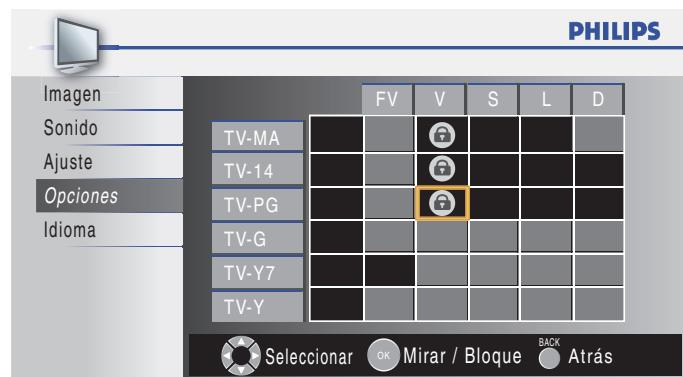 PHILIPS
Imagen
Sonido
Ajuste
Opciones
Idioma
FV V S L D
TV-MA
TV-14
TV-PG
TV-G
TV-Y7
TV-Y
Seleccionar OK Mirar / Bloque BACK Atrás